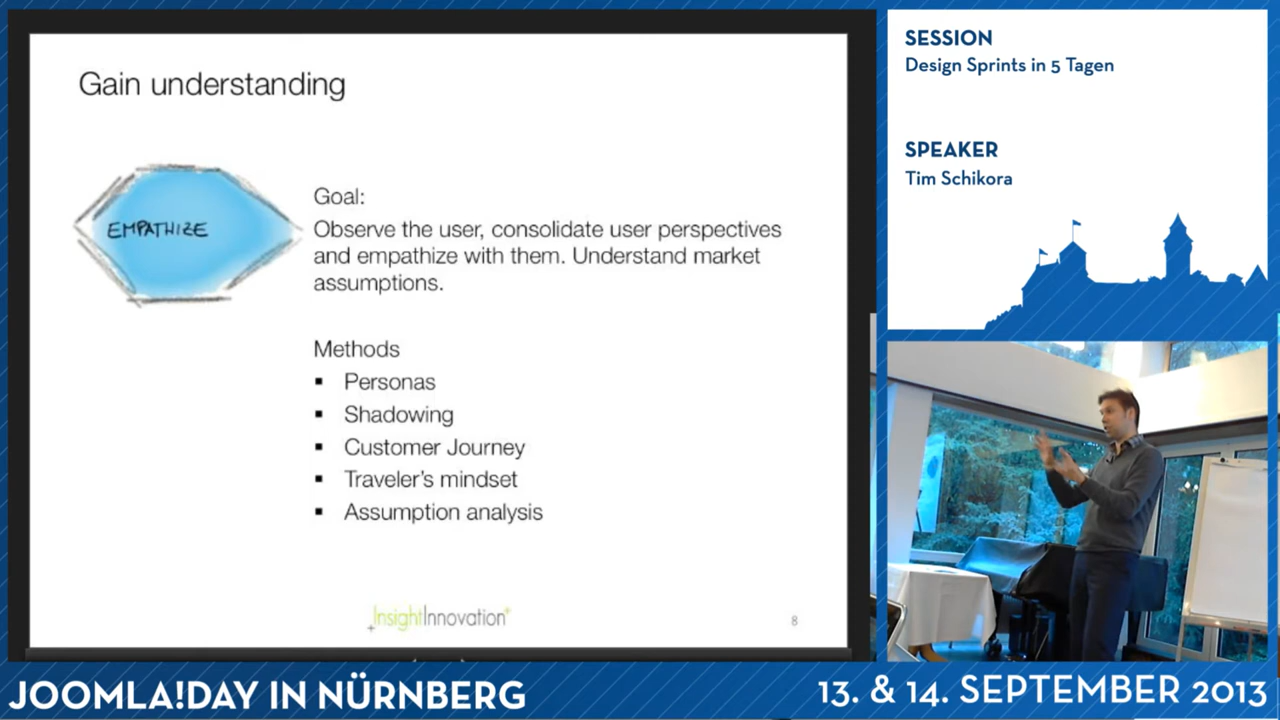 Gain understanding
EMPATHIZE
Goal:
Observe the user, consolidate user perspectives
and empathize with them. Understand market
assumptions.
Methods
▪ Personas
▪ Shadowing
▪ Customer Journey
▪ Traveler's mindset
▪ Assumption analysis
+InsightInnovation+
8
SESSION
Design Sprints in 5 Tagen
SPEAKER
Tim Schikora
JOOMLA!DAY IN NÜRNBERG
13. & 14. SEPTEMBER 2013